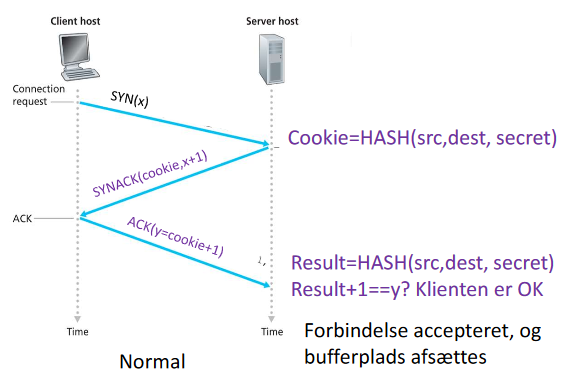 Client host
Server host
Connection
request
SYN(x)
Cookie=HASH(src,dest, secret)
SYNACK(cookie,x+1)
ACK
ACK(y=cookie+1)
Result=HASH(src,dest, secret)
Result+1==y? Klienten er OK
Time
Time
Forbindelse accepteret, og
bufferplads afsættes
Normal